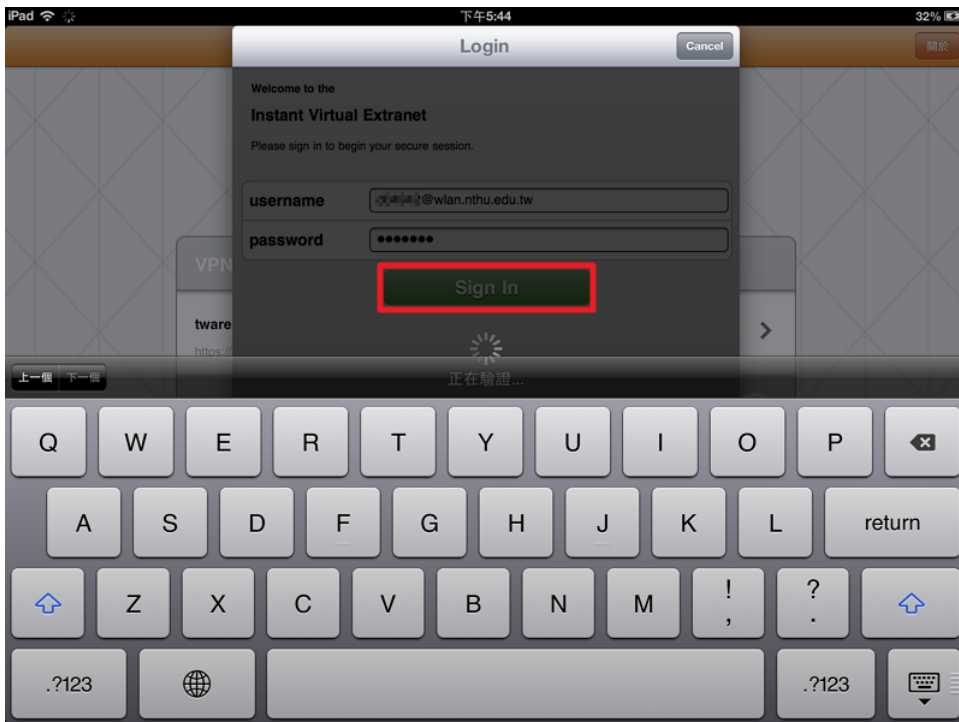 iPad 下午5:44 32%
Login Cancel 關於
Welcome to the
Instant Virtual Extranet
Please sign in to begin your secure session.
username @wlan.nthu.edu.tw
password •••••••
VPN
Sign In
tware
https://
上一個 下一個
正在驗證...
Q W E R T Y U I O P
A S D F G H J K L return
Z X C V B N M ! , ? .
.?123 .?123